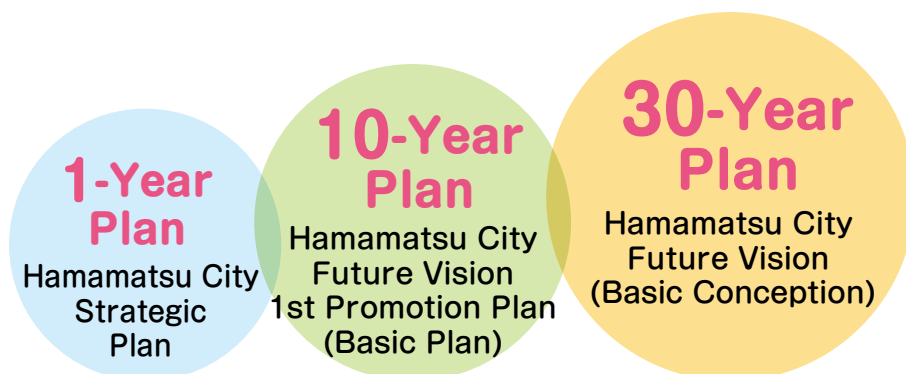 1-Year
Plan
Hamamatsu City
Strategic
Plan
10-Year
Plan
Hamamatsu City
Future Vision
1st Promotion Plan
(Basic Plan)
30-Year
Plan
Hamamatsu City
Future Vision
(Basic Conception)